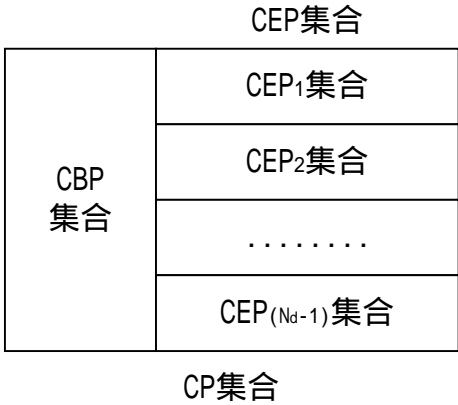 CEP集合
CBP
集合
CEP₁集合
CEP₂集合
........
CEP(Nd-1)集合
CP集合